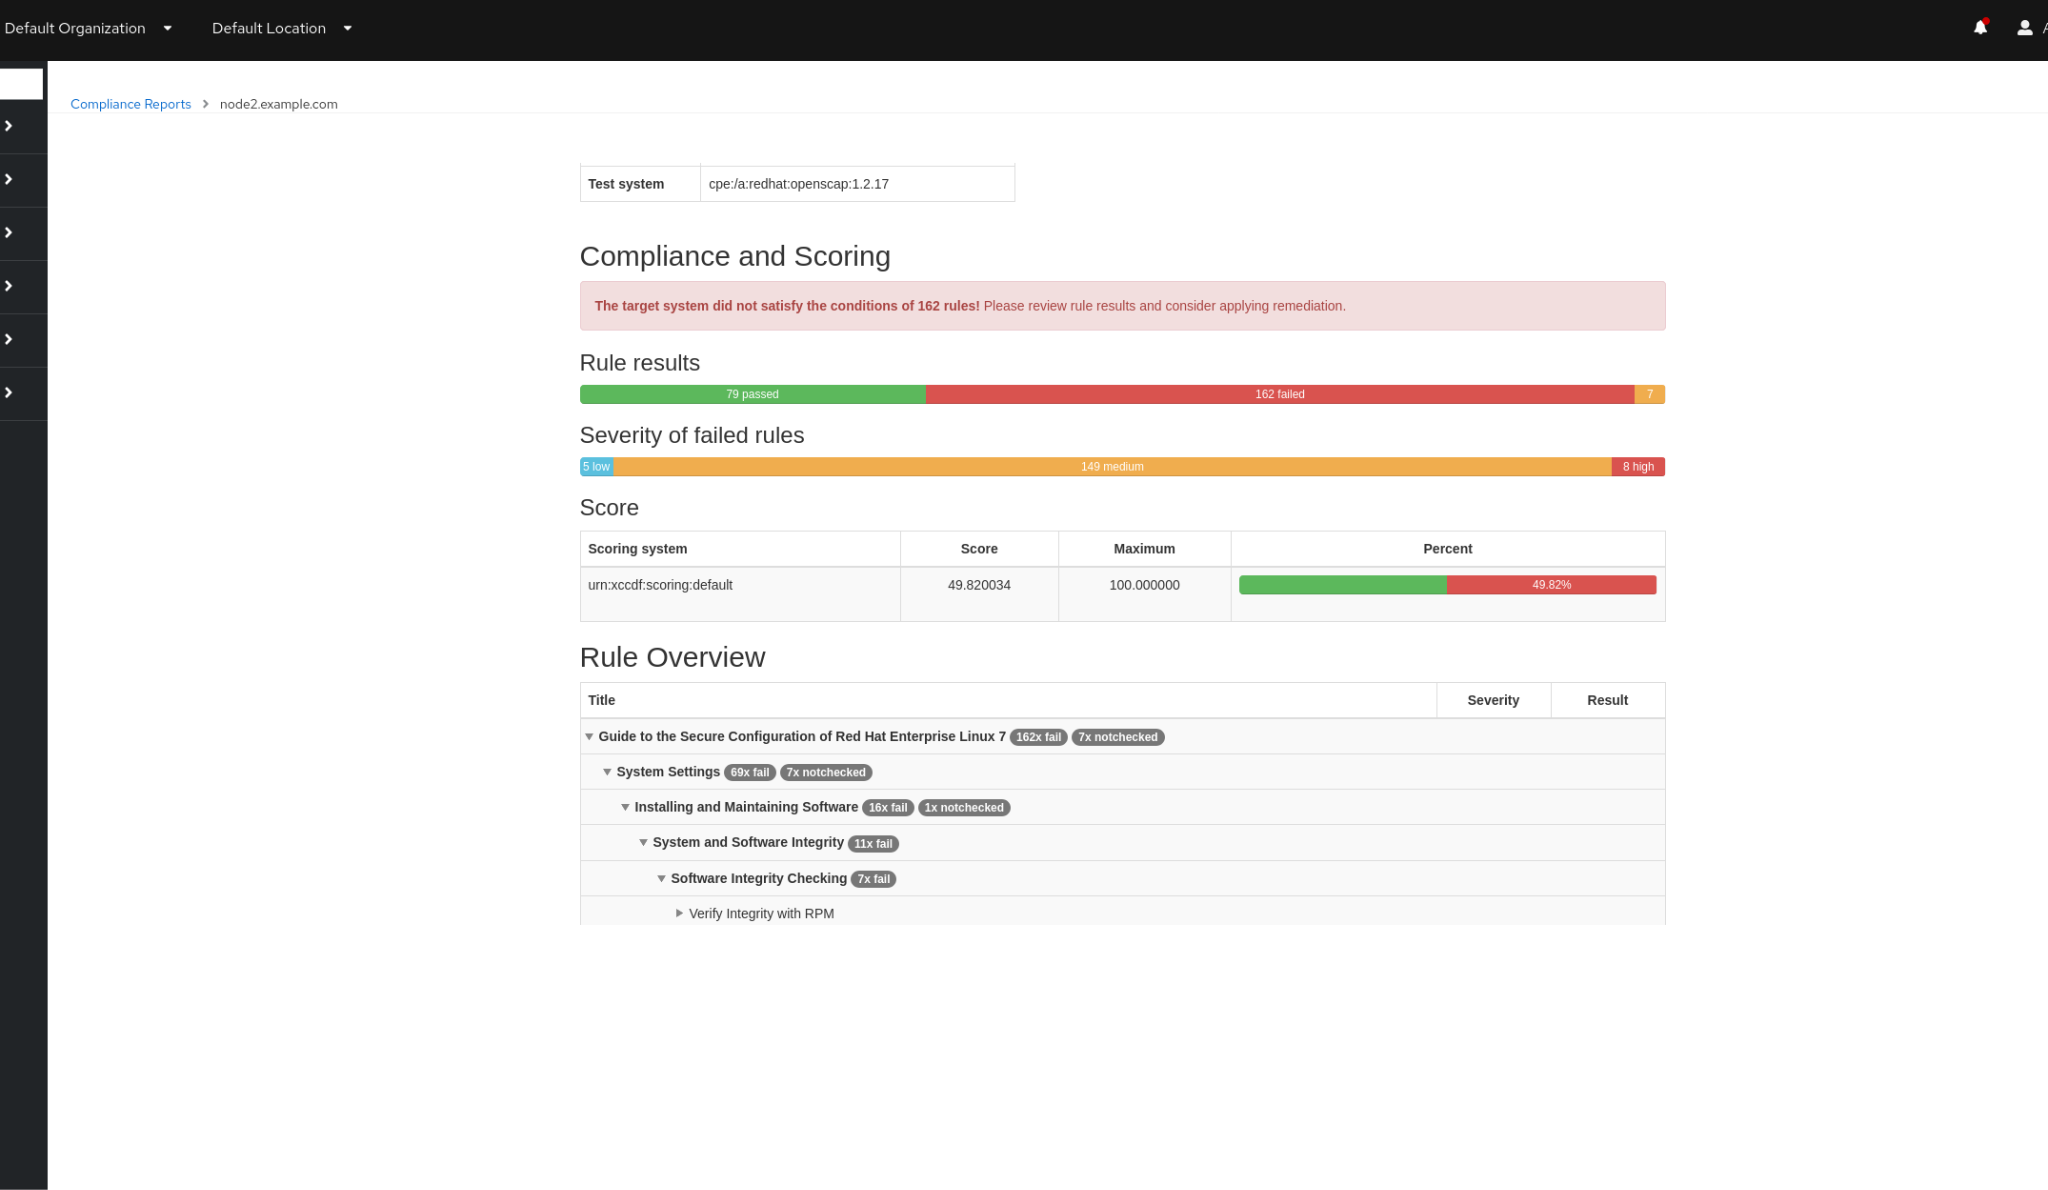 Default Organization Default Location A
Compliance Reports node2.example.com
Test system cpe:/a:redhat:openscap:1.2.17
Compliance and Scoring
The target system did not satisfy the conditions of 162 rules! Please review rule results and consider applying remediation.
Rule results
79 passed 162 failed 7
Severity of failed rules
5 low 149 medium 8 high
Score
Scoring system Score Maximum Percent
urn:xccdf:scoring:default 49.820034 100.000000 49.82%
Rule Overview
Title Severity Result
Guide to the Secure Configuration of Red Hat Enterprise Linux 7 162x fail 7x notchecked
System Settings 69x fail 7x notchecked
Installing and Maintaining Software 16x fail 1x notchecked
System and Software Integrity 11x fail
Software Integrity Checking 7x fail
Verify Integrity with RPM